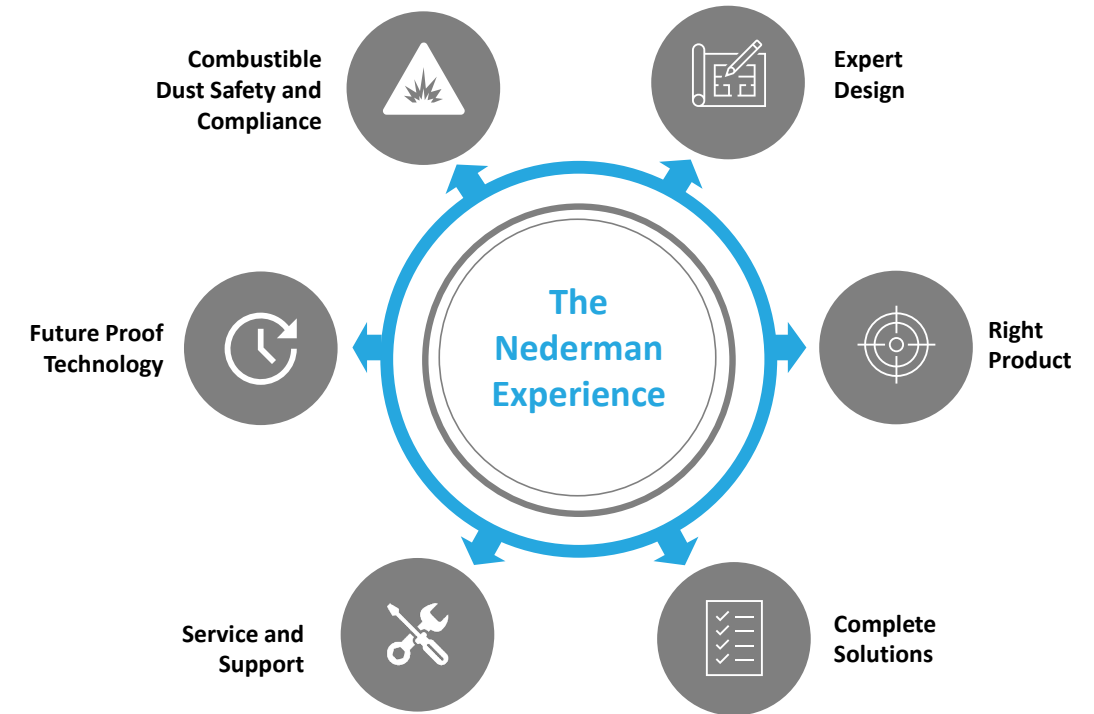 Combustible
Dust Safety and
Compliance
Expert
Design
Future Proof
Technology
The
Nederman
Experience
Right
Product
Service and
Support
Complete
Solutions